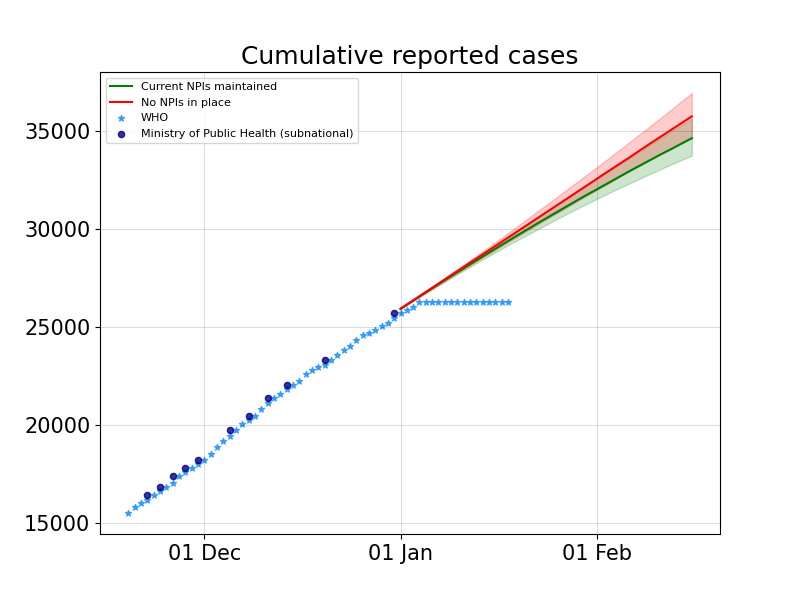 Cumulative reported cases
Current NPIs maintained
No NPIs in place
WHO
Ministry of Public Health (subnational)
35000
30000
25000
20000
15000
01 Dec
01 Jan
01 Feb